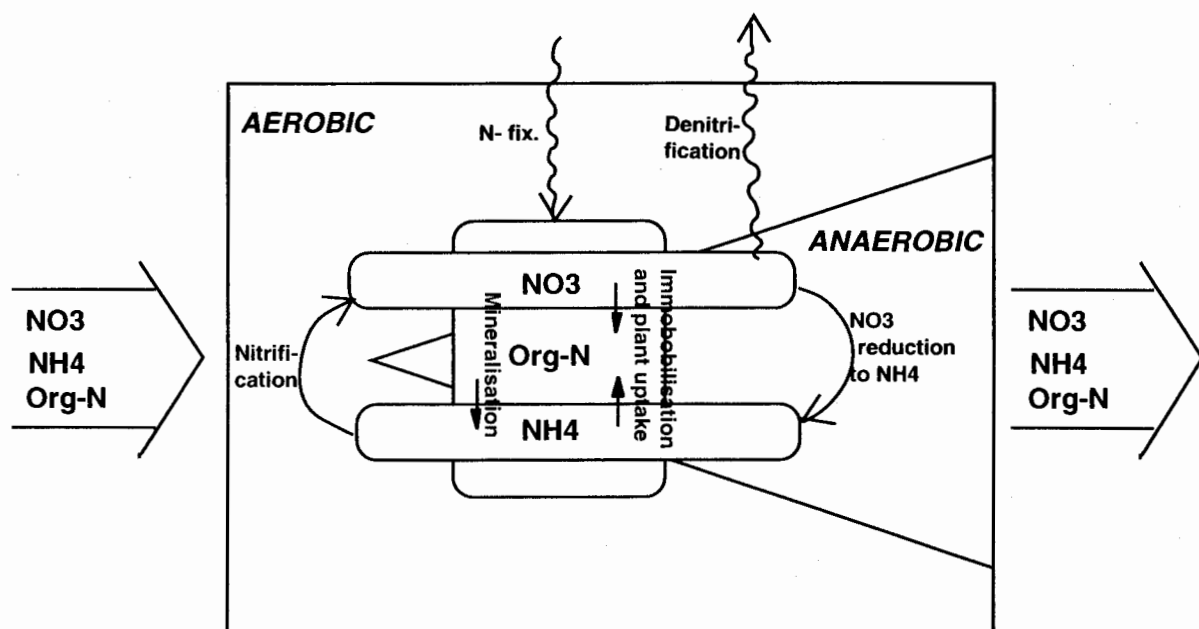 AEROBIC
N- fix.
Denitri-
fication
ANAEROBIC
NO3
NH4
Org-N
Nitrifi-
cation
NO3
Mineralisation
Org-N
Immobobilisation
and plant uptake
NH4
NO3
reduction
to NH4
NO3
NH4
Org-N